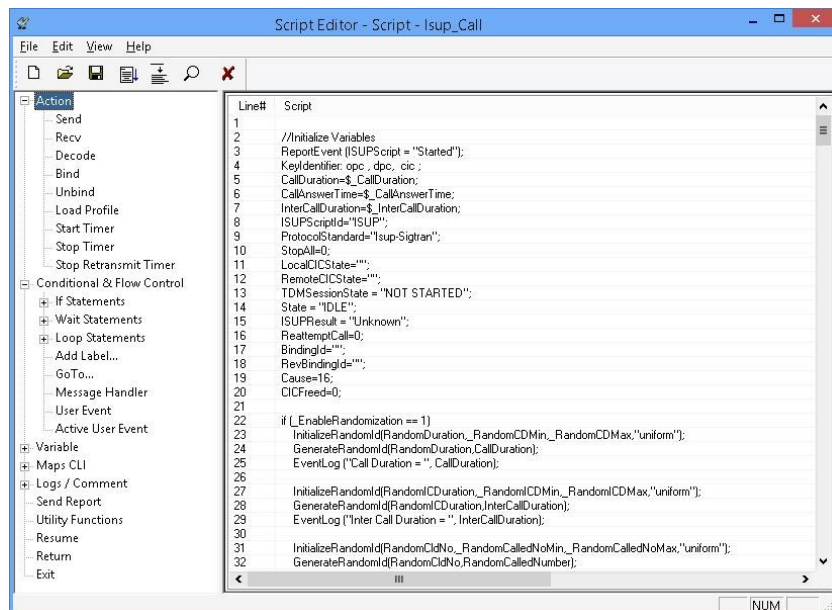 Script Editor - Script - Isup_Call
File Edit View Help
Action
Send
Recv
Decode
Bind
Unbind
Load Profile
Start Timer
Stop Timer
Stop Retransmit Timer
Conditional & Flow Control
If Statements
Wait Statements
Loop Statements
Add Label...
GoTo...
Message Handler
User Event
Active User Event
Variable
Maps CLI
Logs / Comment
Send Report
Utility Functions
Resume
Return
Exit
Line# Script
1
2 //Initialize Variables
3 ReportEvent (ISUPScript = "Started");
4 KeyIdentifier: opc , dpc, cic ;
5 CallDuration=$_CallDuration;
6 CallAnswerTime=$_CallAnswerTime;
7 InterCallDuration=$_InterCallDuration;
8 ISUPScriptId="ISUP";
9 ProtocolStandard="Isup-Sigtran";
10 StopAll=0;
11 LocalCICState="";
12 RemoteCICState="";
13 TDMSessionState = "NOT STARTED";
14 State = "IDLE";
15 ISUPResult = "Unknown";
16 ReattemptCall=0;
17 BindingId="";
18 RevBindingId="";
19 Cause=16;
20 CICFreed=0;
21
22 if (_EnableRandomization == 1)
23 InitializeRandomId(RandomDuration,_RandomCDMin,_RandomCDMax,"uniform");
24 GenerateRandomId(RandomDuration,CallDuration);
25 EventLog ("Call Duration = ", CallDuration);
26
27 InitializeRandomId(RandomICDuration,_RandomICDMin,_RandomICDMax,"uniform");
28 GenerateRandomId(RandomICDuration,InterCallDuration);
29 EventLog ("Inter Call Duration = ", InterCallDuration);
30
31 InitializeRandomId(RandomCldNo,_RandomCalledNoMin,_RandomCalledNoMax,"uniform");
32 GenerateRandomId(RandomCldNo,RandomCalledNumber);
NUM